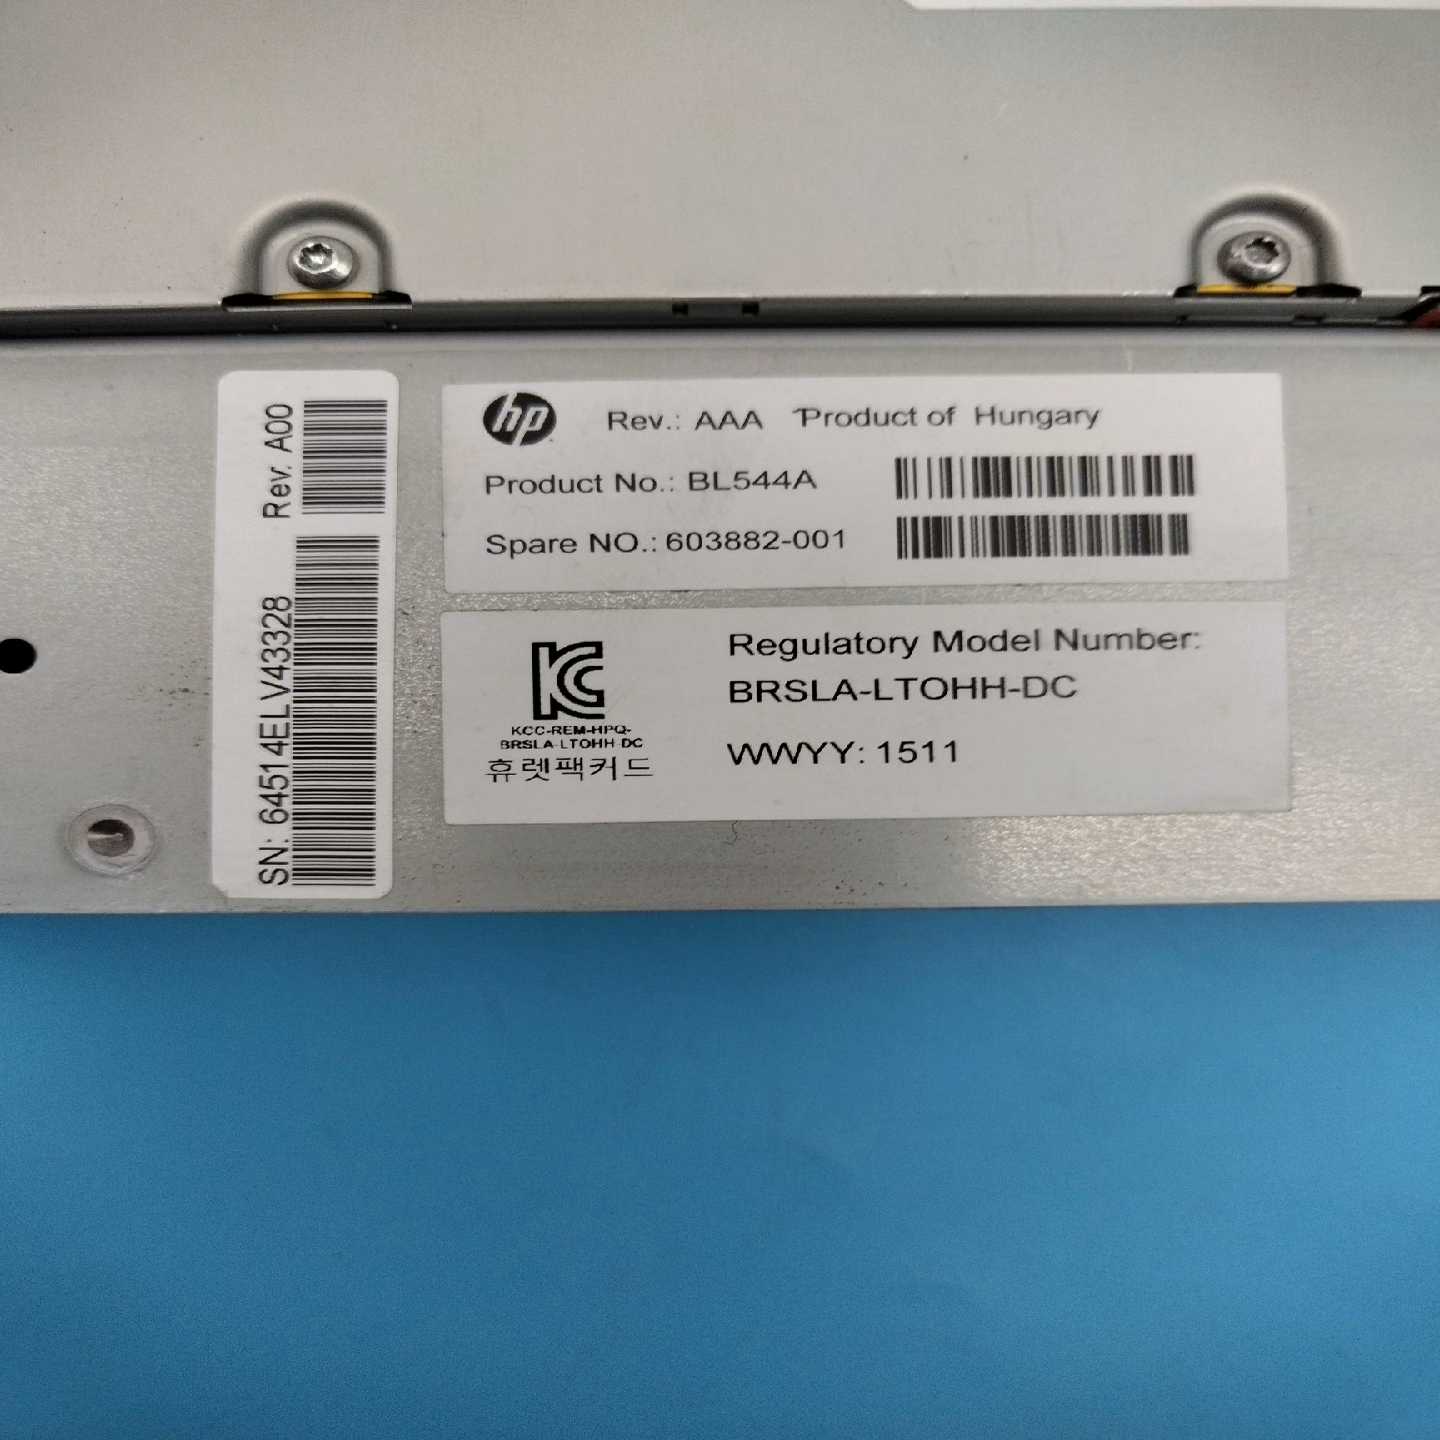 Rev. A00
SN: 64514ELV43328
hp
Rev.: AAA Product of Hungary
Product No.: BL544A
Spare NO.: 603882-001
KCC-REM-HPQ-
BRSLA-LTOHH-DC
휴렛팩커드
Regulatory Model Number:
BRSLA-LTOHH-DC
WWYY: 1511